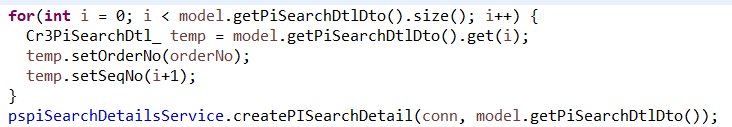 for(int i = 0; i < model.getPiSearchDtlDto().size(); i++) {
  Cr3PiSearchDtl_ temp = model.getPiSearchDtlDto().get(i);
  temp.setOrderNo(orderNo);
  temp.setSeqNo(i+1);
}
pspiSearchDetailsService.createPISearchDetail(conn, model.getPiSearchDtlDto());